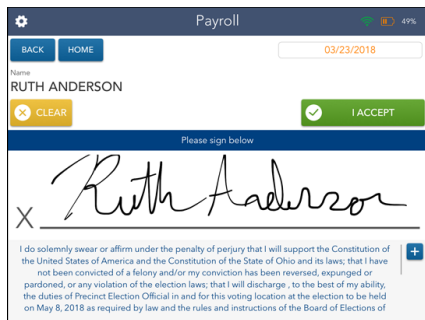 Payroll
49%
BACK
HOME
03/23/2018
Name
RUTH ANDERSON
CLEAR
I ACCEPT
Please sign below
X Ruth Anderson
I do solemnly swear or affirm under the penalty of perjury that I will support the Constitution of
the United States of America and the Constitution of the State of Ohio and its laws; that I have
not been convicted of a felony and/or my conviction has been reversed, expunged or
pardoned, or any violation of the election laws; that I will discharge , to the best of my ability,
the duties of Precinct Election Official in and for this voting location at the election to be held
on May 8, 2018 as required by law and the rules and instructions of the Board of Elections of